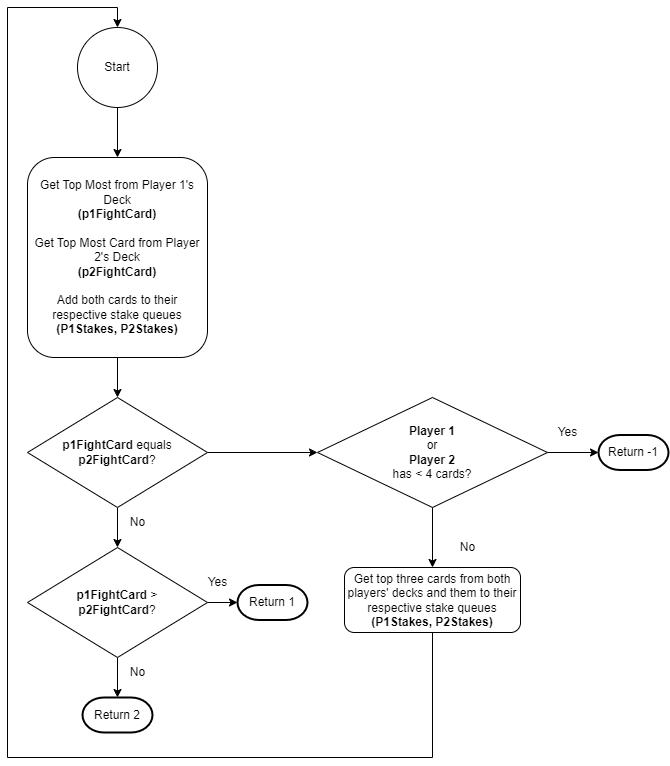 Start
Get Top Most from Player 1's
Deck
(p1FightCard)
Get Top Most Card from Player
2's Deck
(p2FightCard)
Add both cards to their
respective stake queues
(P1Stakes, P2Stakes)
p1FightCard equals
p2FightCard?
Player 1
or
Player 2
has < 4 cards?
Yes
Return -1
No
No
Get top three cards from both
players' decks and them to their
respective stake queues
(P1Stakes, P2Stakes)
p1FightCard >
p2FightCard?
Yes
Return 1
No
Return 2